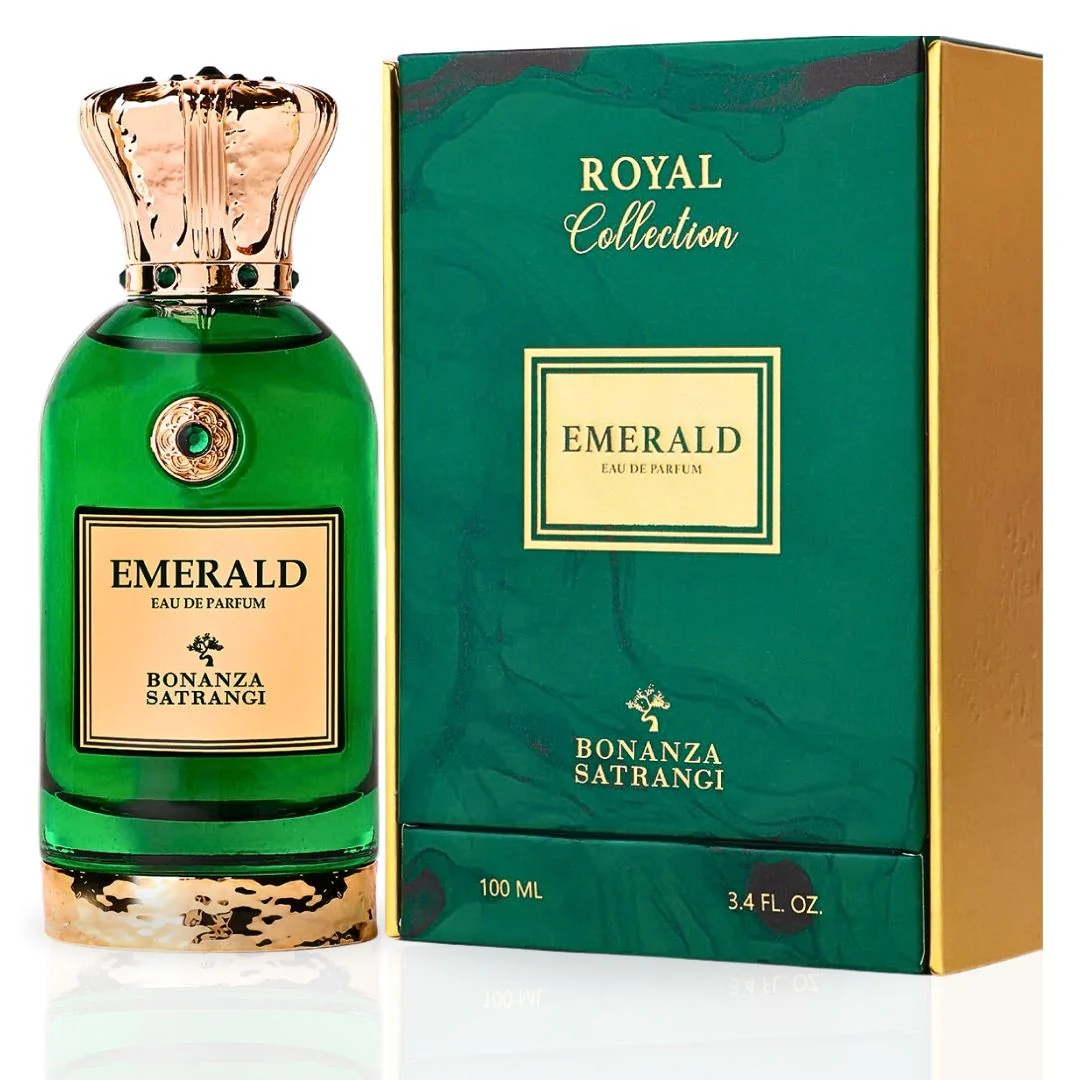 EMERALD
EAU DE PARFUM
BONANZA
SATRANGI
ROYAL
Collection
EMERALD
EAU DE PARFUM
BONANZA
SATRANGI
100 ML
3.4 FL. OZ.